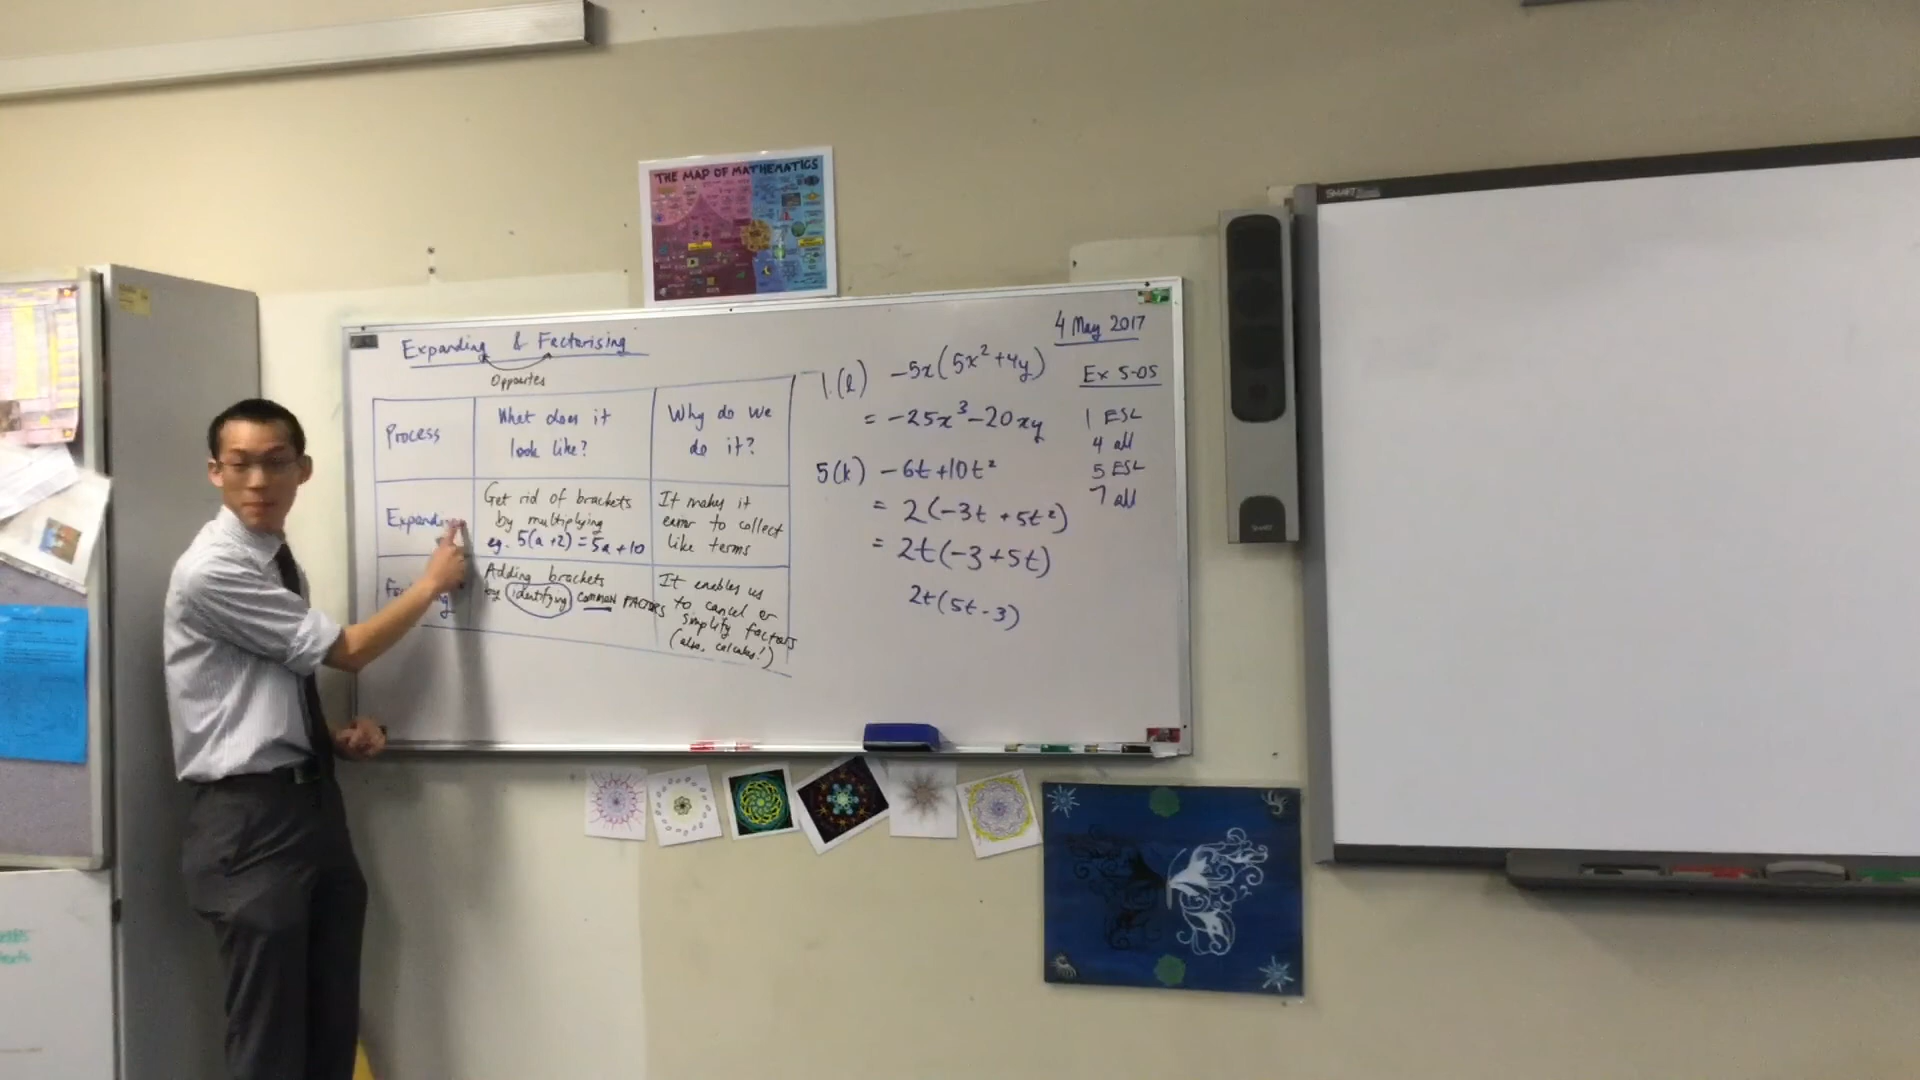 THE MAP OF MATHEMATICS
SMART
Expanding & Factorising
Opposites
Process
What does it
look like?
Why do we
do it?
Expanding
Get rid of brackets
by multiplying
eg. 5(a+2) = 5a + 10
It makes it
easier to collect
like terms
Adding brackets
by identifying COMMON FACTORS
It enables us
to cancel or
simplify factors
(also, calculus!)
1.(l) -5x(5x²+4y)
= -25x³-20xy
5(k) -6t+10t²
= 2(-3t+5t²)
= 2t(-3+5t)
2t(5t-3)
4 May 2017
Ex 5-05
1 ESL
4 all
5 ESL
7 all
SMART